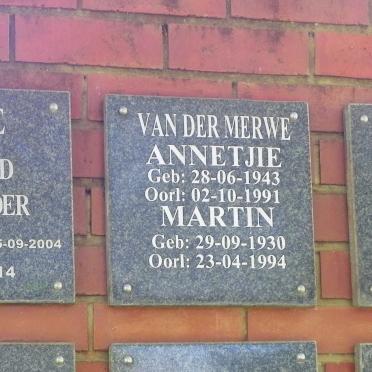 VAN DER MERWE
ANNETJIE
Geb: 28-06-1943
Oorl: 02-10-1991
MARTIN
Geb: 29-09-1930
Oorl: 23-04-1994